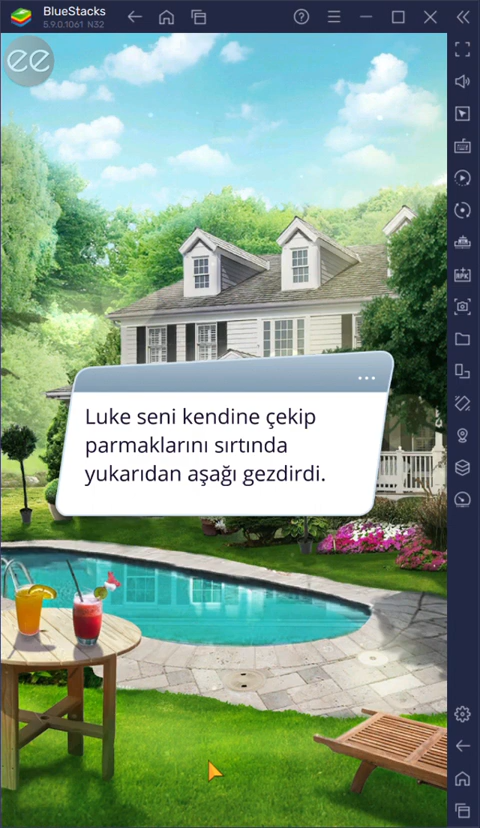 BlueStacks
5.9.0.1061 N32
ee
Luke seni kendine çekip
parmaklarını sırtında
yukarıdan aşağı gezdirdi.